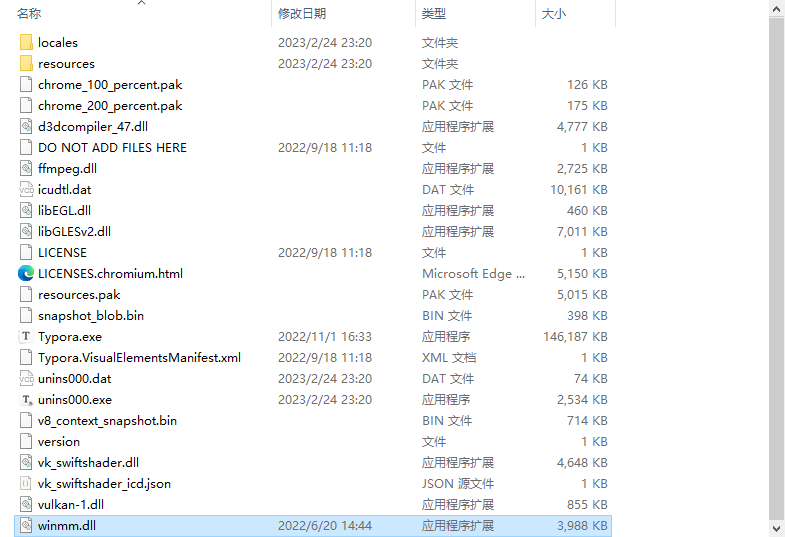 名称 修改日期 类型 大小
locales 2023/2/24 23:20 文件夹
resources 2023/2/24 23:20 文件夹
chrome_100_percent.pak PAK 文件 126 KB
chrome_200_percent.pak PAK 文件 175 KB
d3dcompiler_47.dll 应用程序扩展 4,777 KB
DO NOT ADD FILES HERE 2022/9/18 11:18 文件 1 KB
ffmpeg.dll 应用程序扩展 2,725 KB
icudtl.dat DAT 文件 10,161 KB
libEGL.dll 应用程序扩展 460 KB
libGLESv2.dll 应用程序扩展 7,011 KB
LICENSE 2022/9/18 11:18 文件 1 KB
LICENSES.chromium.html Microsoft Edge ... 5,150 KB
resources.pak PAK 文件 5,015 KB
snapshot_blob.bin BIN 文件 398 KB
Typora.exe 2022/11/1 16:33 应用程序 146,187 KB
Typora.VisualElementsManifest.xml 2022/9/18 11:18 XML 文档 1 KB
unins000.dat 2023/2/24 23:20 DAT 文件 74 KB
unins000.exe 2023/2/24 23:20 应用程序 2,534 KB
v8_context_snapshot.bin BIN 文件 714 KB
version 文件 1 KB
vk_swiftshader.dll 应用程序扩展 4,648 KB
vk_swiftshader_icd.json JSON 源文件 1 KB
vulkan-1.dll 应用程序扩展 855 KB
winmm.dll 2022/6/20 14:44 应用程序扩展 3,988 KB